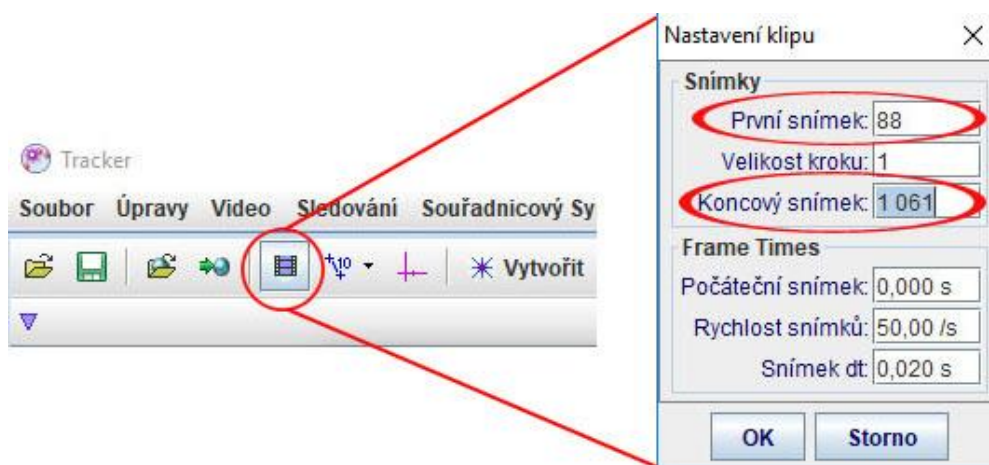 Tracker
Soubor Úpravy Video Sledování Souřadnicový Sy
Vytvořit
Nastavení klipu
Snímky
První snímek: 88
Velikost kroku: 1
Koncový snímek: 1 061
Frame Times
Počáteční snímek: 0,000 s
Rychlost snímků: 50,00 /s
Snímek dt: 0,020 s
OK Storno